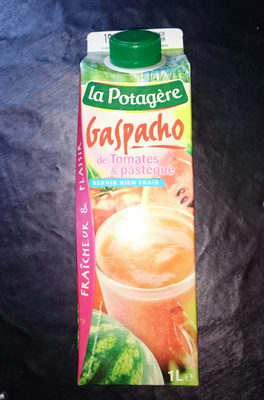 la Potagère
Gaspacho
de Tomates
& pastèque
SERVIR BIEN FRAIS
FRAÎCHEUR & PLAISIR
1L e